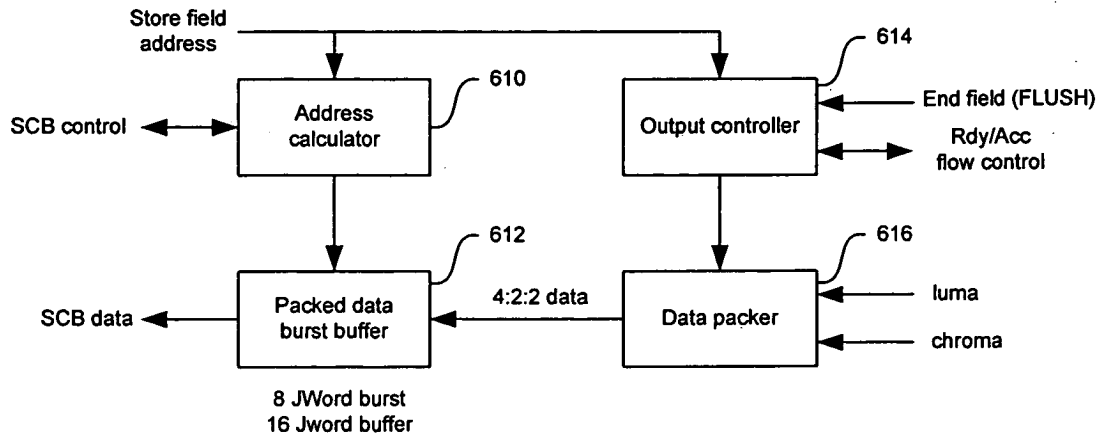 Store field
address
614
610
End field (FLUSH)
SCB control
Address
calculator
Output controller
Rdy/Acc
flow control
612
616
4:2:2 data
luma
SCB data
Packed data
burst buffer
Data packer
chroma
8 JWord burst
16 Jword buffer